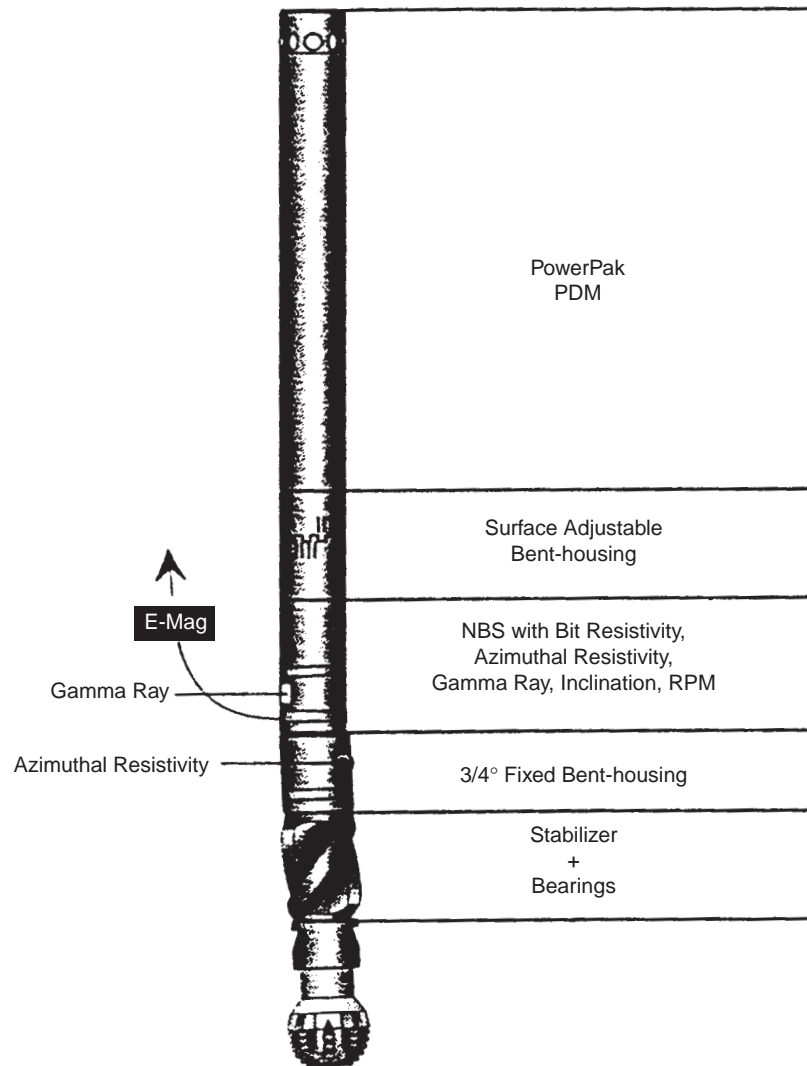 PowerPak
PDM
Surface Adjustable
Bent-housing
E-Mag
NBS with Bit Resistivity,
Azimuthal Resistivity,
Gamma Ray, Inclination, RPM
Gamma Ray
Azimuthal Resistivity
3/4° Fixed Bent-housing
Stabilizer
+
Bearings